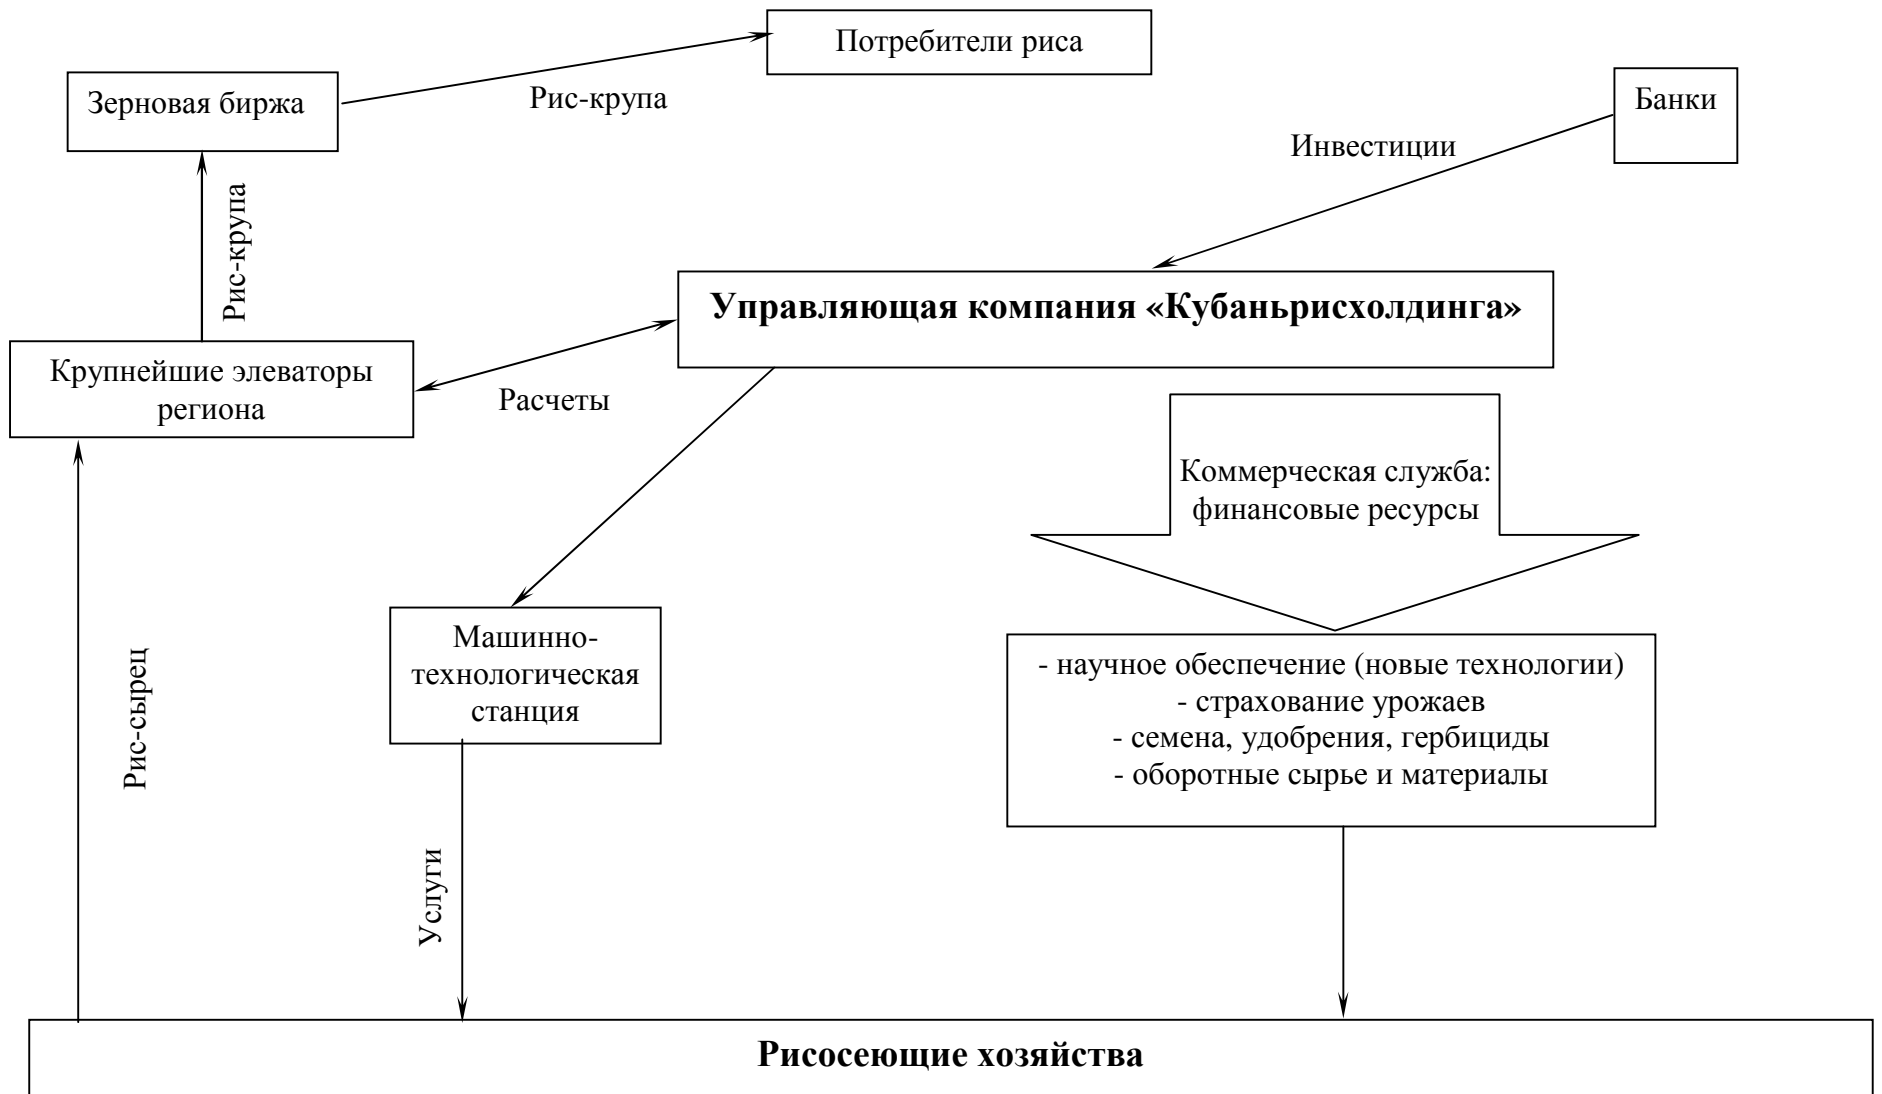 Потребители риса
Зерновая биржа
Рис-крупа
Банки
Инвестиции
Рис-крупа
Управляющая компания «Кубаньрисхолдинга»
Крупнейшие элеваторы
региона
Расчеты
Коммерческая служба:
финансовые ресурсы
Машинно-
технологическая
станция
- научное обеспечение (новые технологии)
- страхование урожаев
- семена, удобрения, гербициды
- оборотные сырье и материалы
Рис-сырец
Услуги
Рисосеющие хозяйства